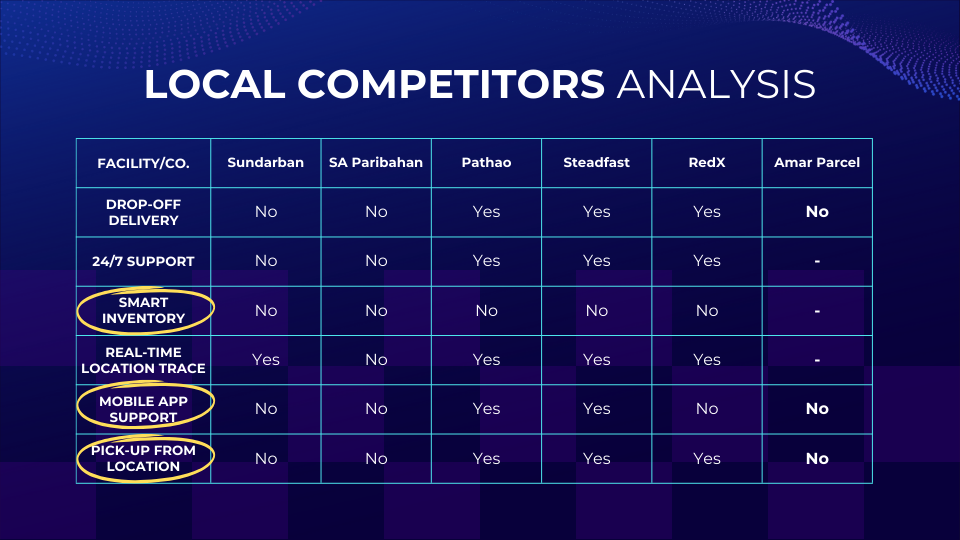 LOCAL COMPETITORS ANALYSIS
FACILITY/CO. Sundarban SA Paribahan Pathao Steadfast RedX Amar Parcel
DROP-OFF
DELIVERY No No Yes Yes Yes No
24/7 SUPPORT No No Yes Yes Yes -
SMART
INVENTORY No No No No No -
REAL-TIME
LOCATION TRACE Yes No Yes Yes Yes -
MOBILE APP
SUPPORT No No Yes Yes No No
PICK-UP FROM
LOCATION No No Yes Yes Yes No